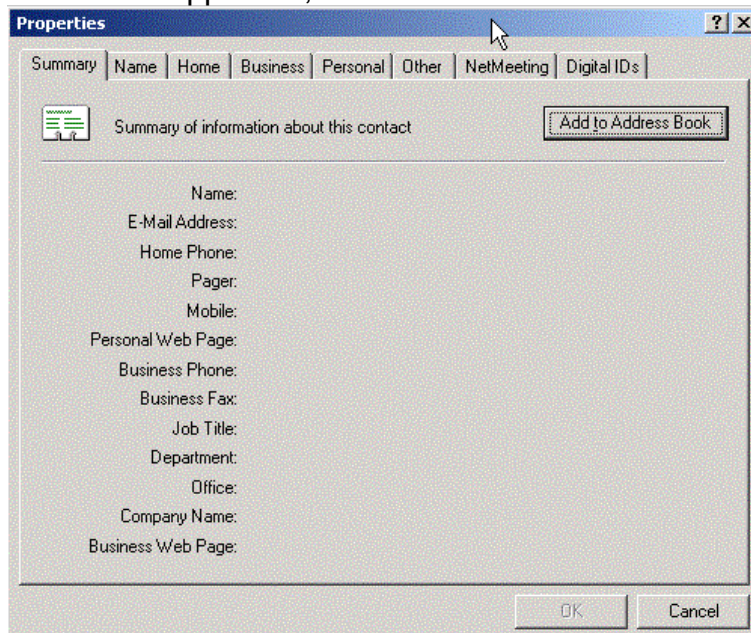 Properties ? X
Summary Name Home Business Personal Other NetMeeting Digital IDs
Summary of information about this contact Add to Address Book
Name:
E-Mail Address:
Home Phone:
Pager:
Mobile:
Personal Web Page:
Business Phone:
Business Fax:
Job Title:
Department:
Office:
Company Name:
Business Web Page:
OK Cancel